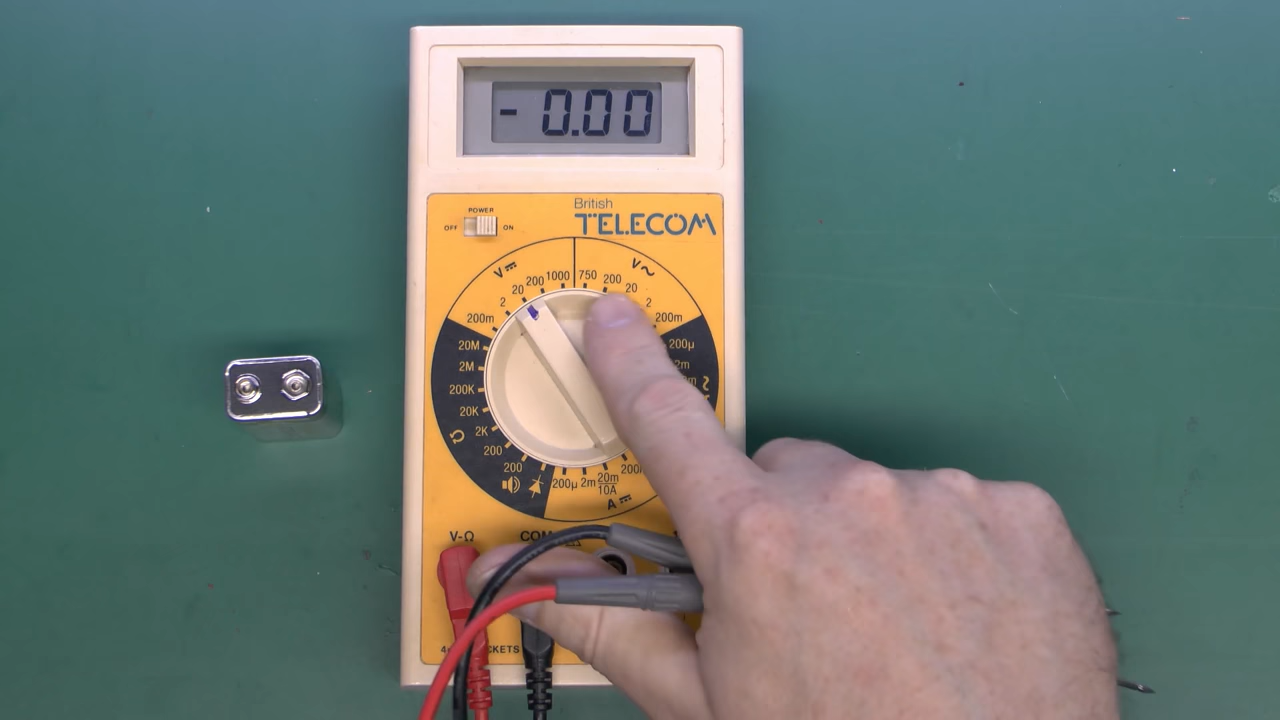 - 0.00
British
TELECOM
POWER
OFF ON
V⎓ V~
200m 2 20 200 1000 750 200 20 2 200m
20M 200µ
2M
200K
20K
Ω 2K
200
200 200µ 2m 20m
10A
A⎓
V-Ω